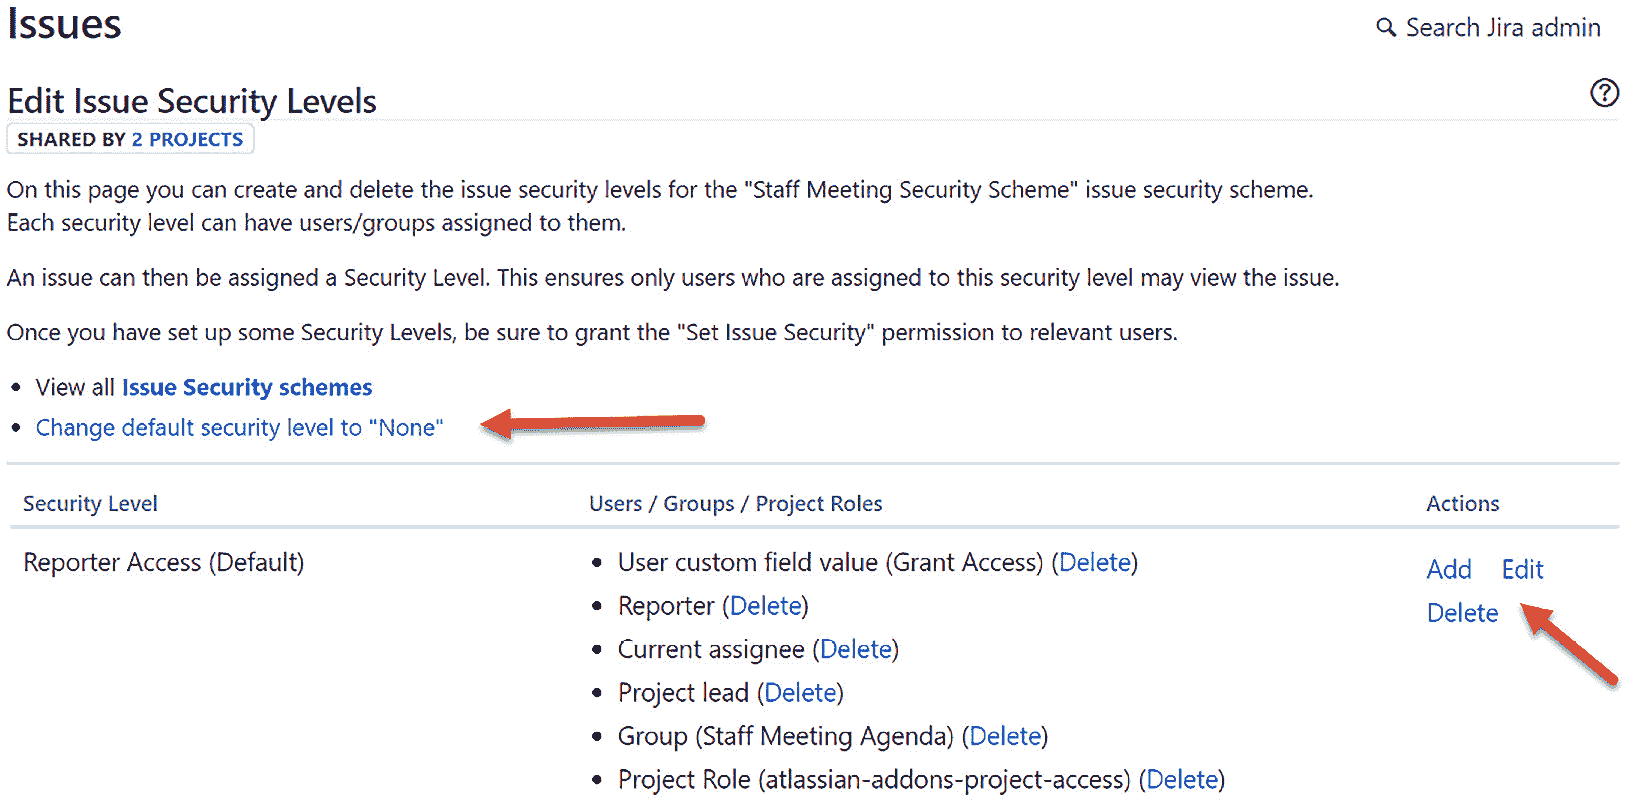 Issues
Search Jira admin
Edit Issue Security Levels
SHARED BY 2 PROJECTS
On this page you can create and delete the issue security levels for the "Staff Meeting Security Scheme" issue security scheme.
Each security level can have users/groups assigned to them.
An issue can then be assigned a Security Level. This ensures only users who are assigned to this security level may view the issue.
Once you have set up some Security Levels, be sure to grant the "Set Issue Security" permission to relevant users.
• View all Issue Security schemes
• Change default security level to "None"
Security Level Users / Groups / Project Roles Actions
Reporter Access (Default)
• User custom field value (Grant Access) (Delete)
• Reporter (Delete)
• Current assignee (Delete)
• Project lead (Delete)
• Group (Staff Meeting Agenda) (Delete)
• Project Role (atlassian-addons-project-access) (Delete)
Add Edit
Delete